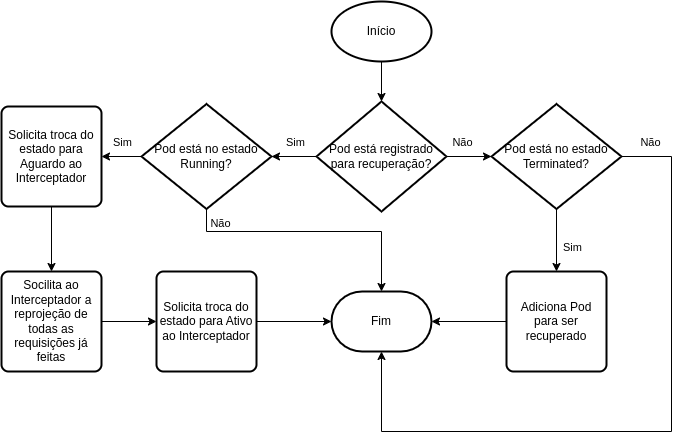 Início
Pod está registrado
para recuperação?
Sim
Não
Pod está no estado
Running?
Sim
Não
Pod está no estado
Terminated?
Não
Sim
Solicita troca do
estado para
Aguardo ao
Interceptador
Socilita ao
Interceptador a
reprojeção de
todas as
requisições já
feitas
Solicita troca do
estado para Ativo
ao Interceptador
Fim
Adiciona Pod
para ser
recuperado